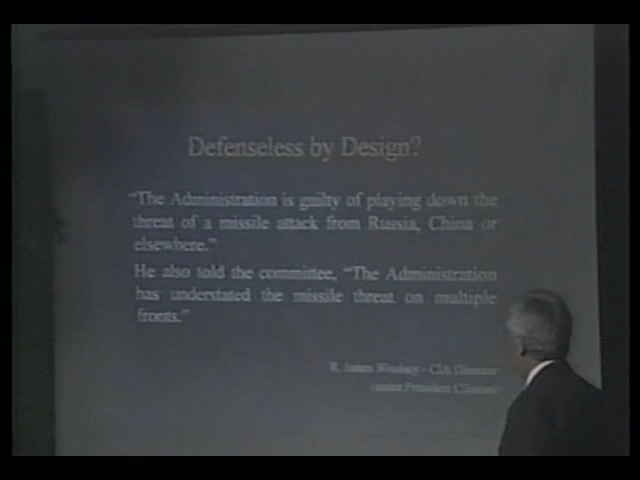 Defenseless by Design?
“The Administration is guilty of playing down the
threat of a missile attack from Russia, China or
elsewhere.”
He also told the committee, “The Administration
has understated the missile threat on multiple
fronts.”
R. James Woolsey – CIA Director
(under President Clinton)